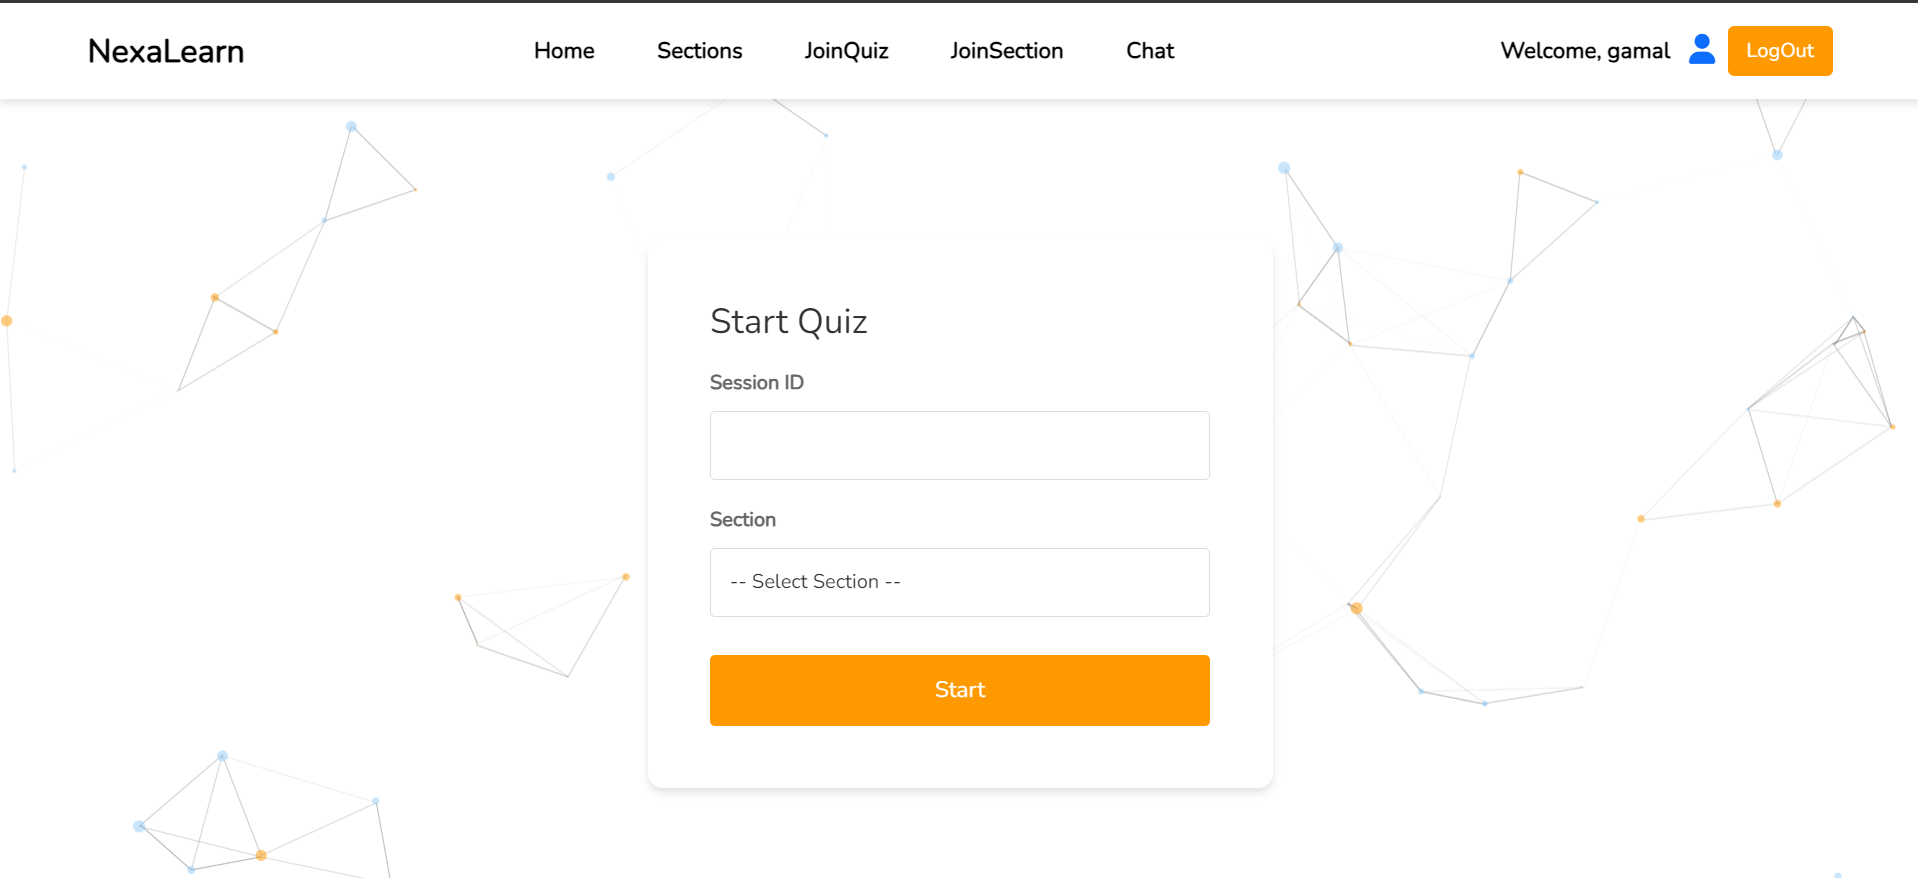 NexaLearn
Home
Sections
JoinQuiz
JoinSection
Chat
Welcome, gamal
LogOut
Start Quiz
Session ID
Section
-- Select Section --
Start